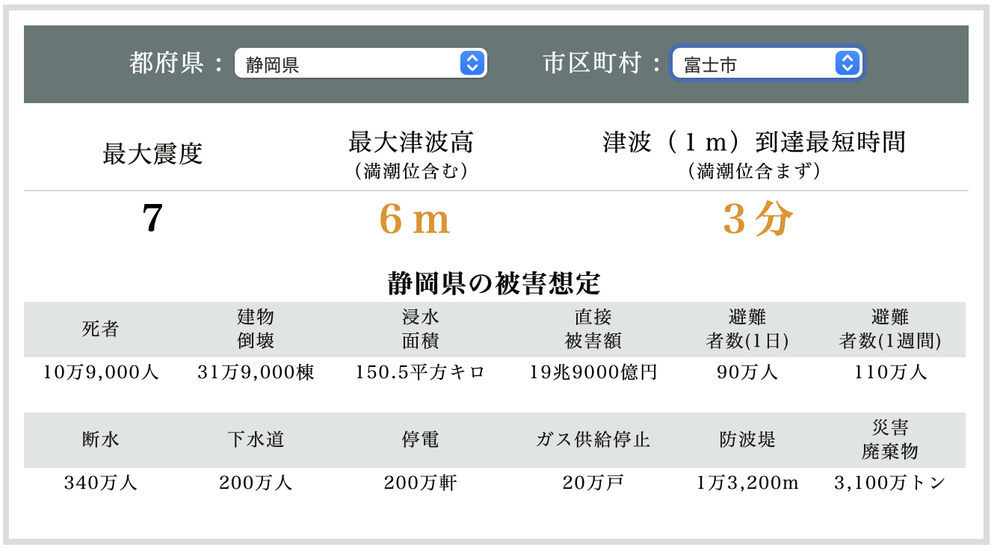 都府県： 静岡県 市区町村： 富士市
最大震度 最大津波高 津波（１ｍ）到達最短時間
（満潮位含む） （満潮位含まず）
7 6 m 3 分
静岡県の被害想定
死者 建物 浸水 直接 避難 避難
倒壊 面積 被害額 者数(1日) 者数(1週間)
10万9,000人 31万9,000棟 150.5平方キロ 19兆9000億円 90万人 110万人
断水 下水道 停電 ガス供給停止 防波堤 災害
廃棄物
340万人 200万人 200万軒 20万戸 1万3,200m 3,100万トン